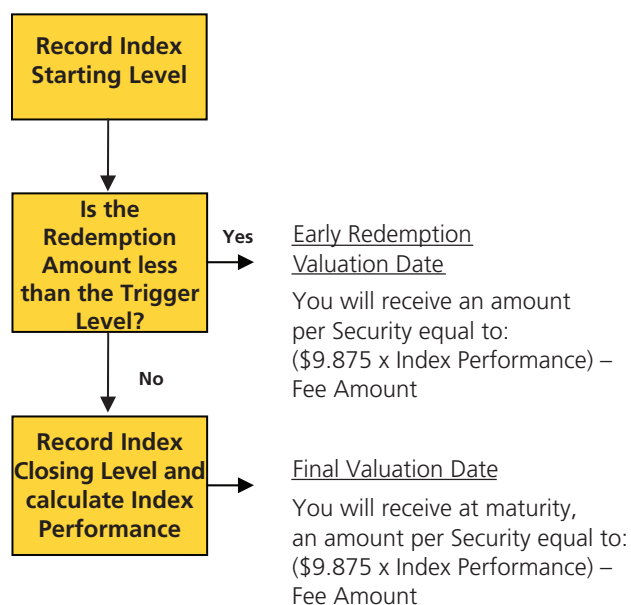 Record Index
Starting Level
Is the
Redemption
Amount less
than the Trigger
Level?
Yes
Early Redemption
Valuation Date
You will receive an amount
per Security equal to:
($9.875 x Index Performance) –
Fee Amount
No
Record Index
Closing Level and
calculate Index
Performance
Final Valuation Date
You will receive at maturity,
an amount per Security equal to:
($9.875 x Index Performance) –
Fee Amount